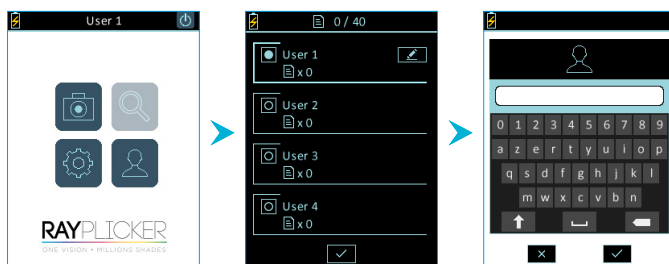 User 1
RAYPLICKER
ONE VISION • MILLIONS SHADES
0 / 40
User 1
x 0
User 2
x 0
User 3
x 0
User 4
x 0
0 1 2 3 4 5 6 7 8 9
a z e r t y u i o p
q s d f g h j k l
m w x c v b n